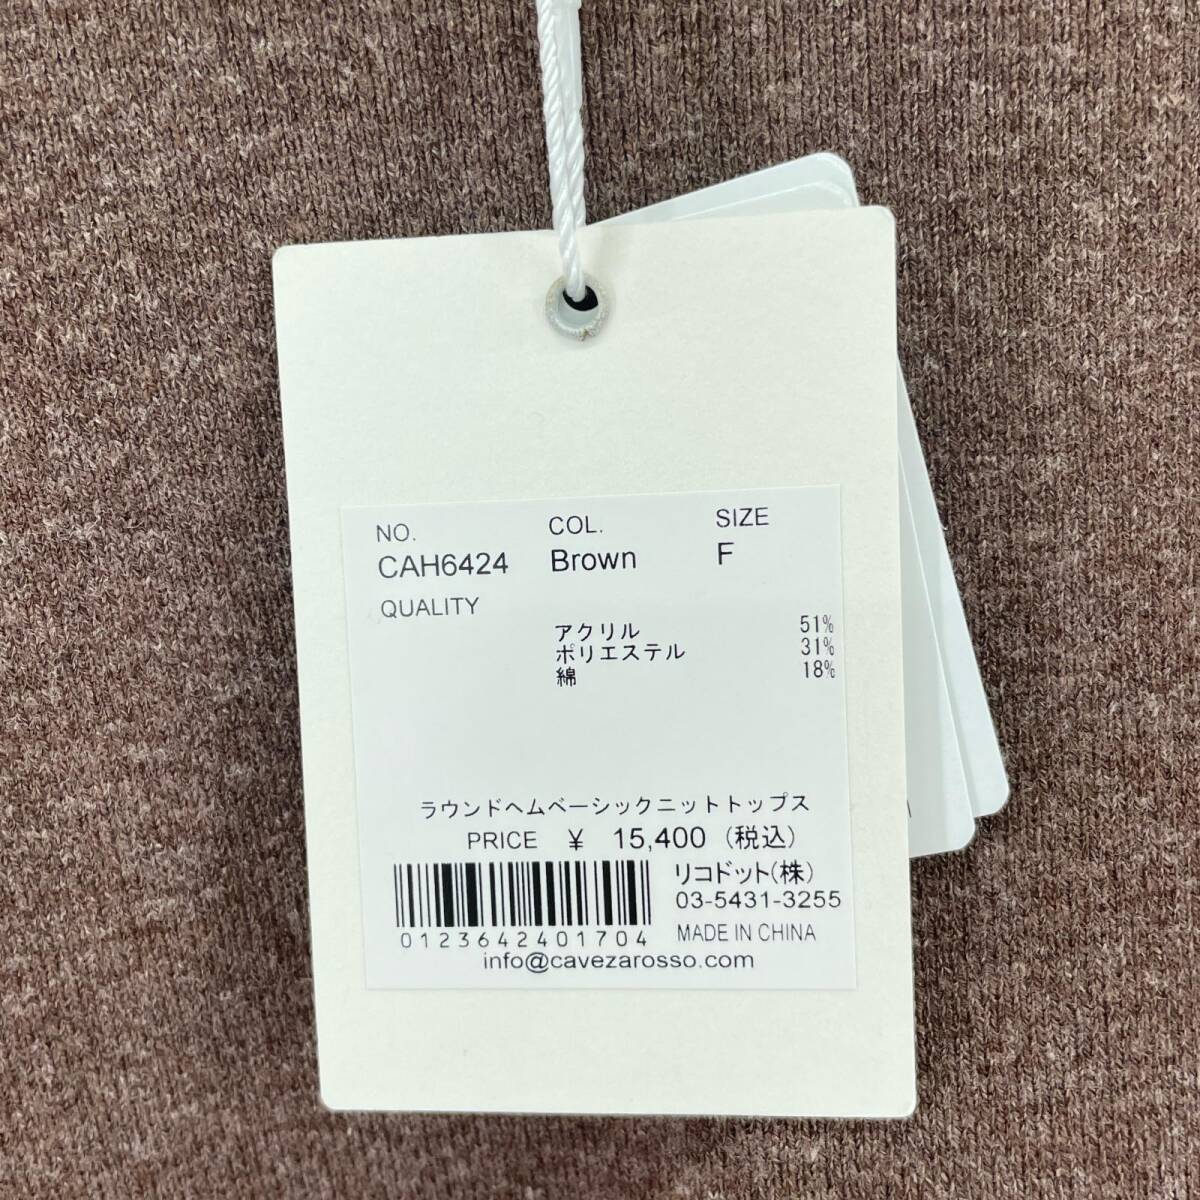 NO. COL. SIZE
CAH6424 Brown F
QUALITY
アクリル 51%
ポリエステル 31%
綿 18%
ラウンドヘムベーシックニットトップス
PRICE ¥ 15,400 (税込)
リコドット(株)
03-5431-3255
0123642401704 MADE IN CHINA
info@cavezarosso.com